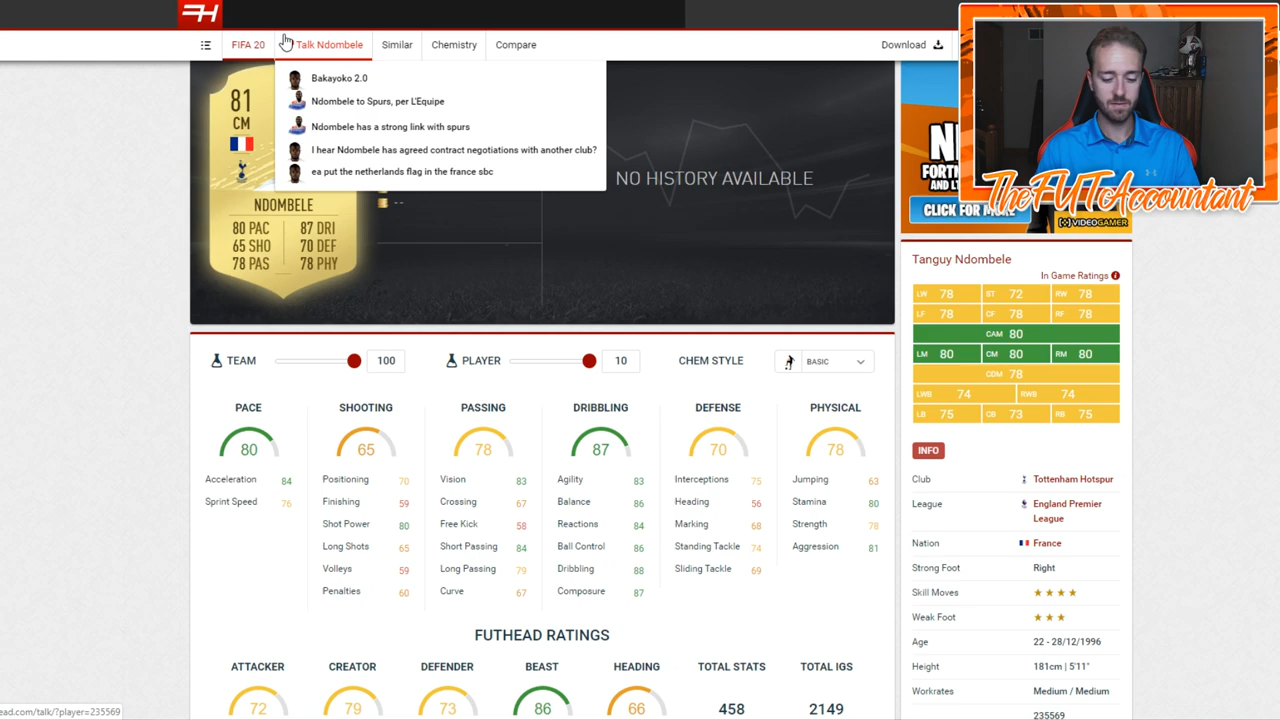 FH
FIFA 20
Talk Ndombele
Similar
Chemistry
Compare
Download
Bakayoko 2.0
Ndombele to Spurs, per L'Equipe
Ndombele has a strong link with spurs
I hear Ndombele has agreed contract negotiations with another club?
ea put the netherlands flag in the france sbc
81
CM
NDOMBELE
80 PAC 87 DRI
65 SHO 70 DEF
78 PAS 78 PHY
--
NO HISTORY AVAILABLE
CLICK FOR
VIDEOGAMER
TheFUTAccountant
TEAM 100
PLAYER 10
CHEM STYLE
BASIC
PACE
80
Acceleration 84
Sprint Speed 76
SHOOTING
65
Positioning 70
Finishing 59
Shot Power 80
Long Shots 65
Volleys 59
Penalties 60
PASSING
78
Vision 83
Crossing 67
Free Kick 58
Short Passing 84
Long Passing 79
Curve 67
DRIBBLING
87
Agility 83
Balance 86
Reactions 84
Ball Control 86
Dribbling 88
Composure 87
DEFENSE
70
Interceptions 75
Heading 56
Marking 68
Standing Tackle 74
Sliding Tackle 69
PHYSICAL
78
Jumping 63
Stamina 80
Strength 78
Aggression 81
FUTHEAD RATINGS
ATTACKER
72
CREATOR
79
DEFENDER
73
BEAST
86
HEADING
66
TOTAL STATS
458
TOTAL IGS
2149
Tanguy Ndombele
In Game Ratings
LW 78 ST 72 RW 78
LF 78 CF 78 RF 78
CAM 80
LM 80 CM 80 RM 80
CDM 78
LWB 74 RWB 74
LB 75 CB 73 RB 75
INFO
Club Tottenham Hotspur
League England Premier
League
Nation France
Strong Foot Right
Skill Moves
Weak Foot
Age 22 - 28/12/1996
Height 181cm | 5'11"
Workrates Medium / Medium
235569
ead.com/talk/?player=235569